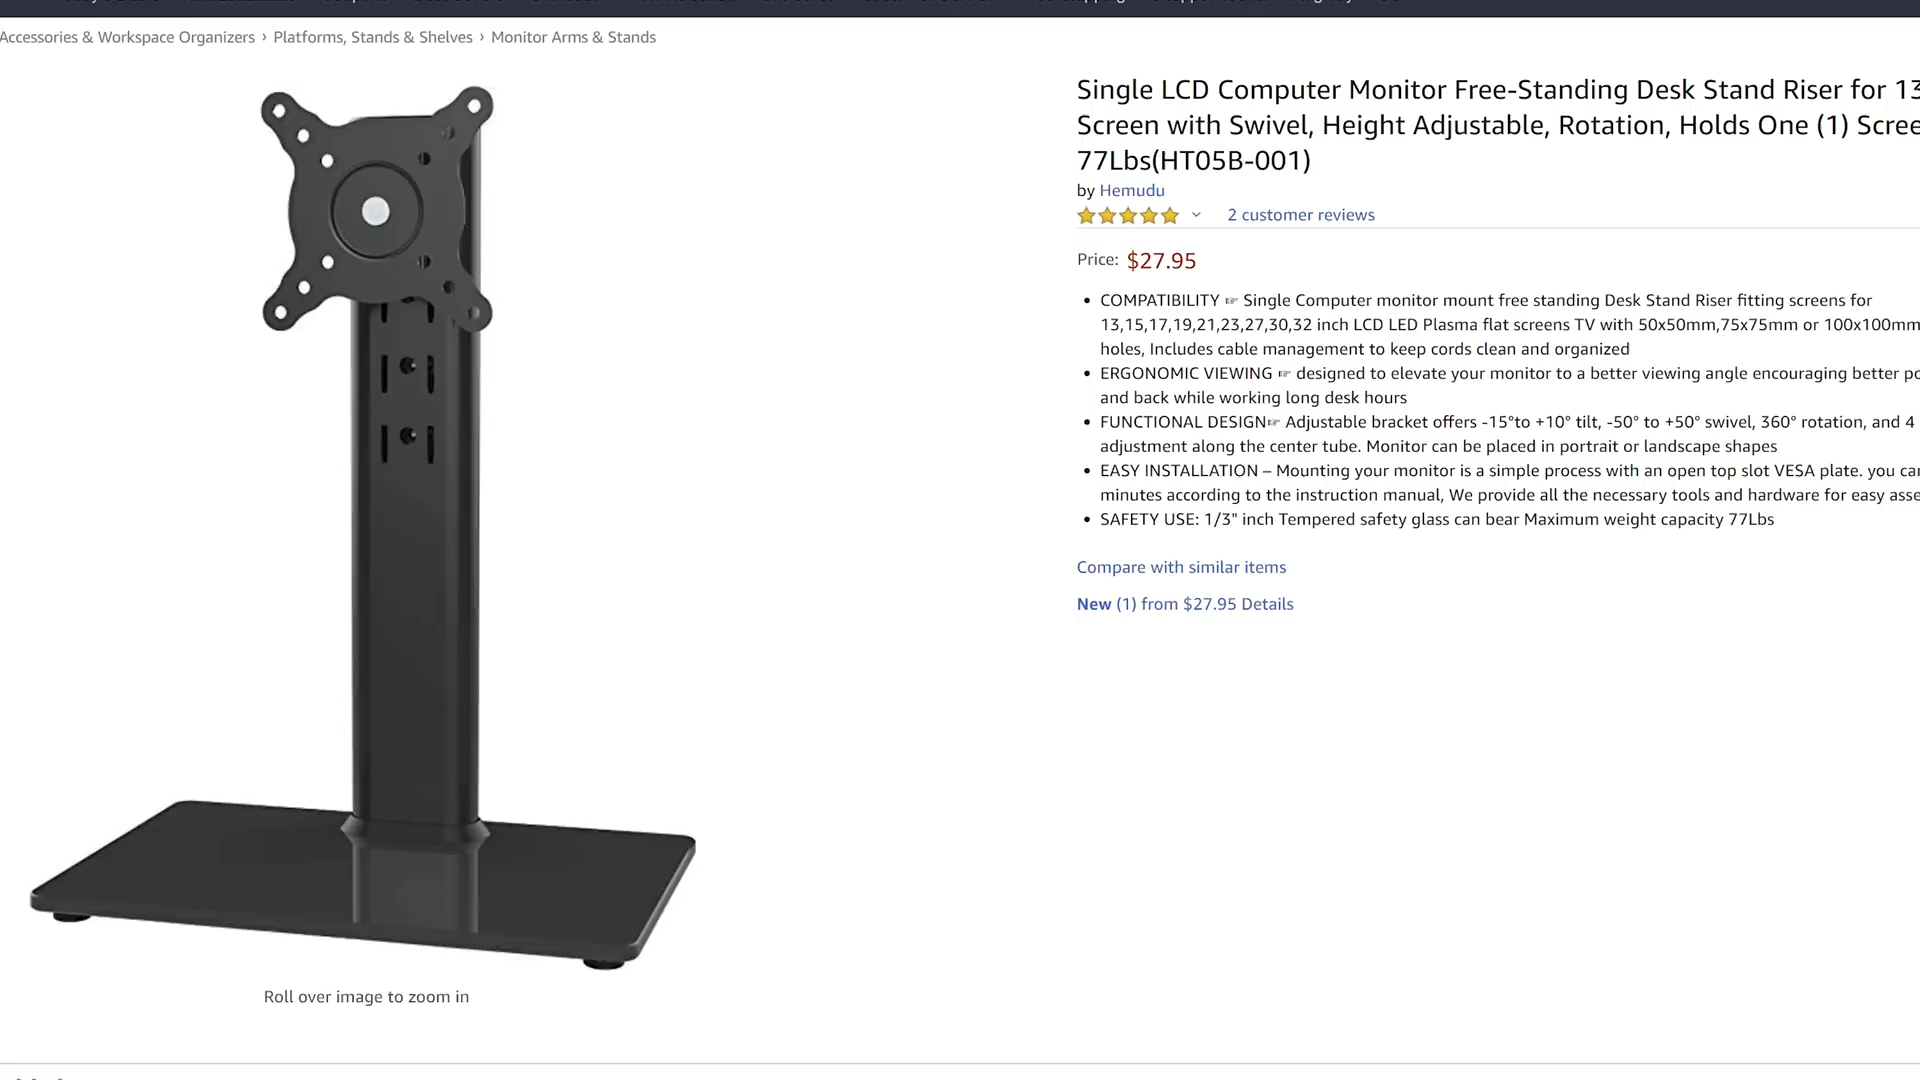 Accessories & Workspace Organizers › Platforms, Stands & Shelves › Monitor Arms & Stands
Single LCD Computer Monitor Free-Standing Desk Stand Riser for 13
Screen with Swivel, Height Adjustable, Rotation, Holds One (1) Scree
77Lbs(HT05B-001)
by Hemudu
2 customer reviews
Price: $27.95
• COMPATIBILITY ☞ Single Computer monitor mount free standing Desk Stand Riser fitting screens for
13,15,17,19,21,23,27,30,32 inch LCD LED Plasma flat screens TV with 50x50mm,75x75mm or 100x100mm
holes, Includes cable management to keep cords clean and organized
• ERGONOMIC VIEWING ☞ designed to elevate your monitor to a better viewing angle encouraging better po
and back while working long desk hours
• FUNCTIONAL DESIGN☞ Adjustable bracket offers -15°to +10° tilt, -50° to +50° swivel, 360° rotation, and 4
adjustment along the center tube. Monitor can be placed in portrait or landscape shapes
• EASY INSTALLATION – Mounting your monitor is a simple process with an open top slot VESA plate. you can
minutes according to the instruction manual, We provide all the necessary tools and hardware for easy asse
• SAFETY USE: 1/3" inch Tempered safety glass can bear Maximum weight capacity 77Lbs
Compare with similar items
New (1) from $27.95 Details
Roll over image to zoom in